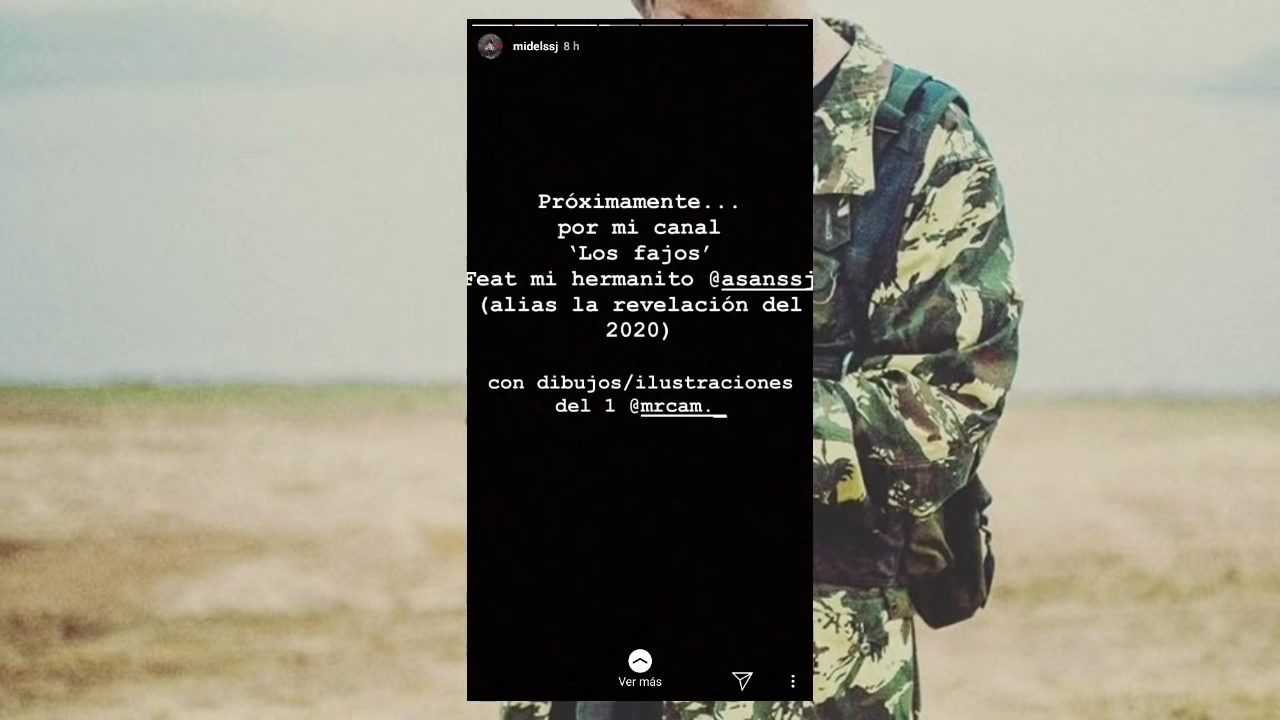 midelssj 8 h
Próximamente...
por mi canal
‘Los fajos’
Feat mi hermanito @asanssj
(alias la revelación del
2020)
con dibujos/ilustraciones
del 1 @mrcam._
Ver más